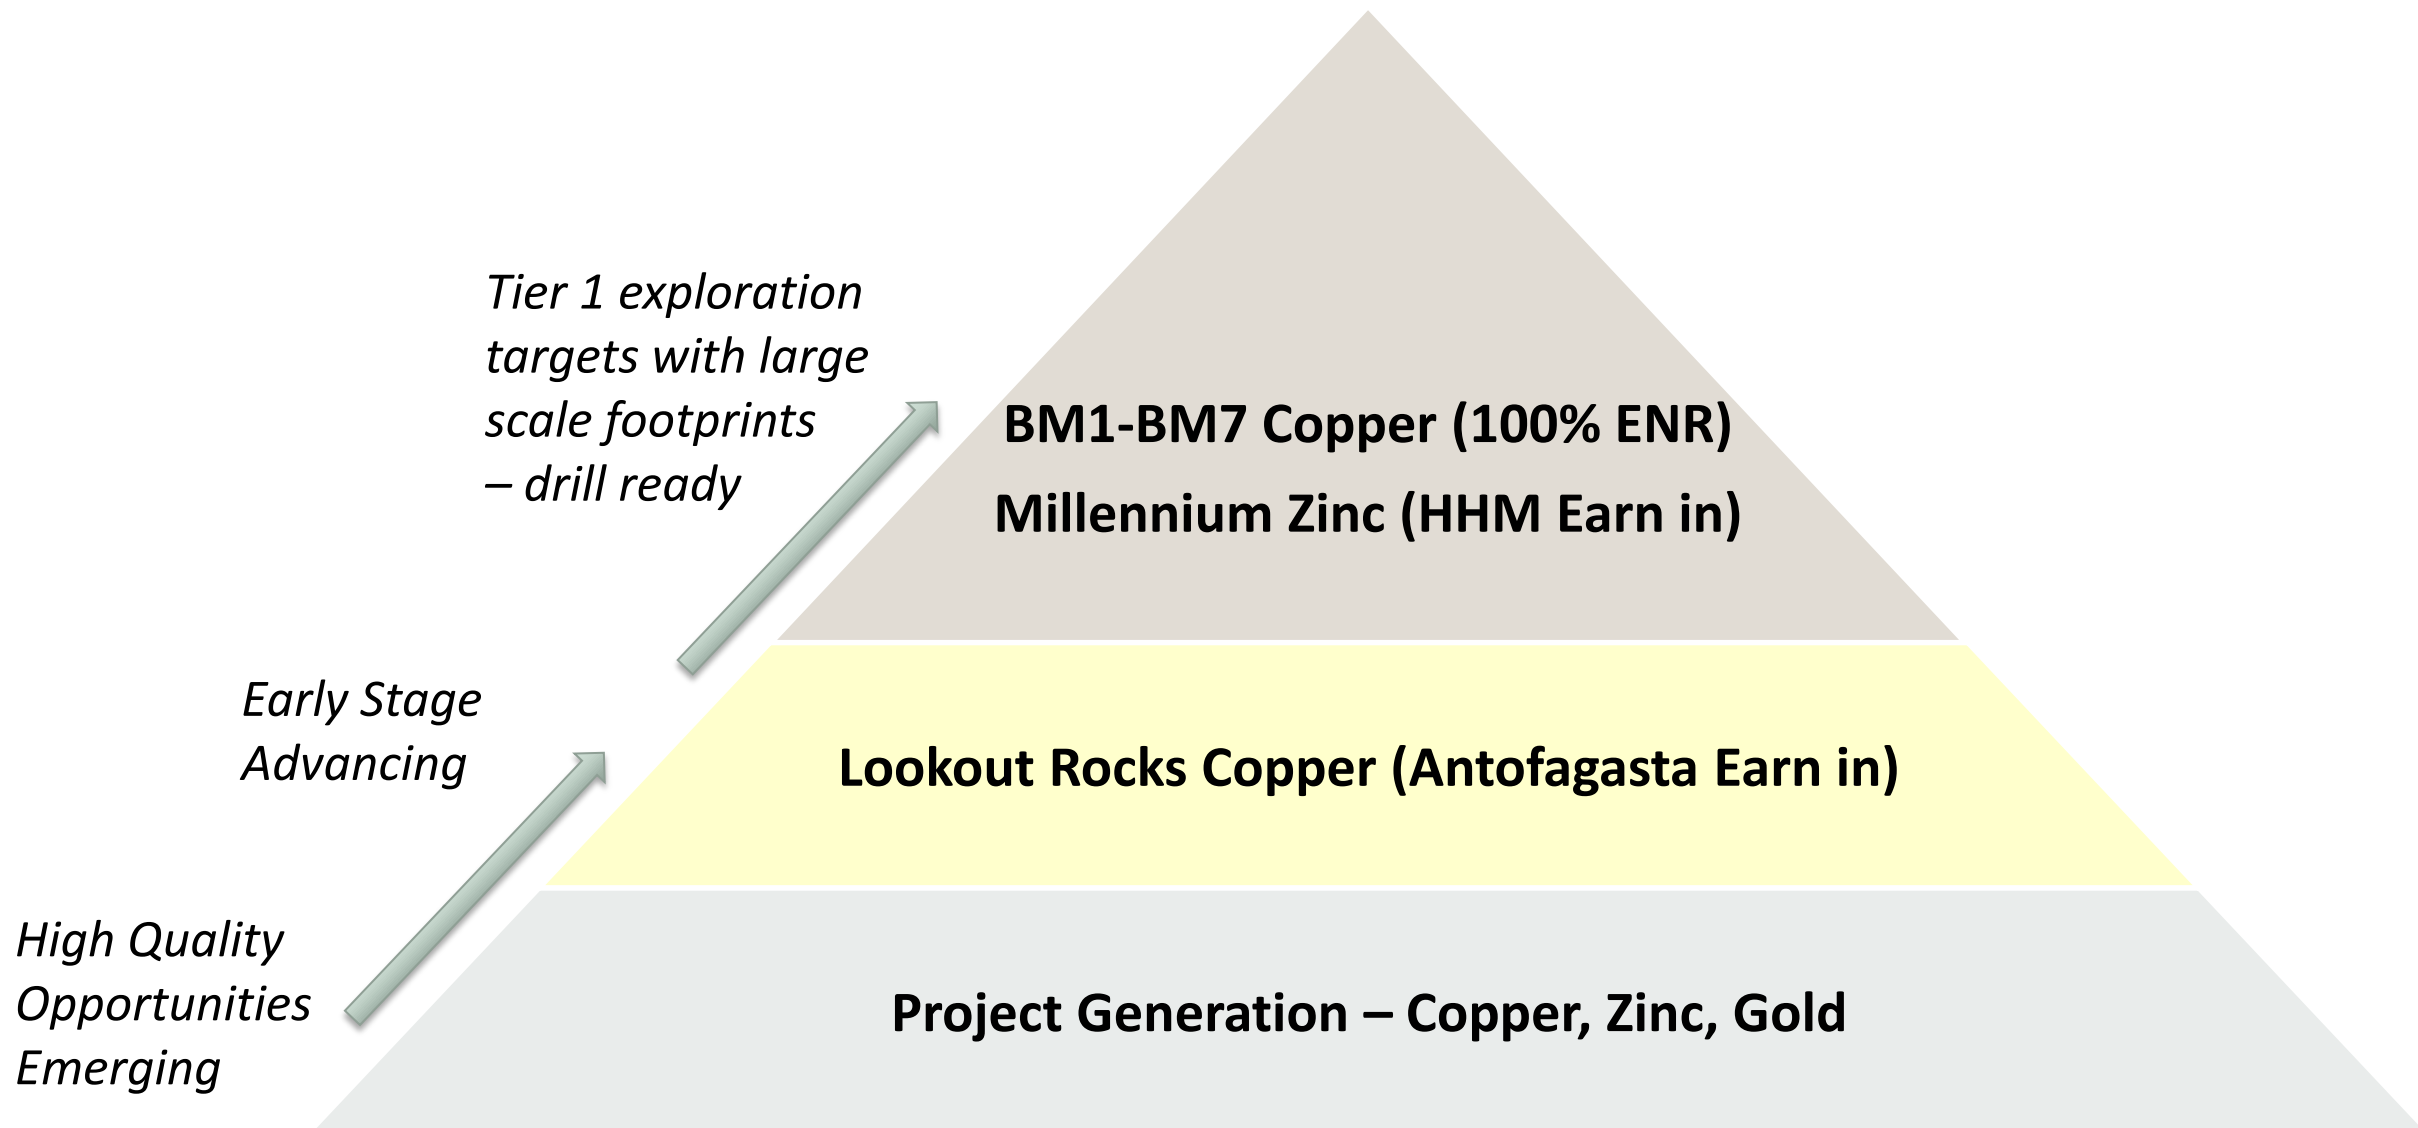 Tier 1 exploration
targets with large
scale footprints
– drill ready
BM1-BM7 Copper (100% ENR)
Millennium Zinc (HHM Earn in)
Early Stage
Advancing
Lookout Rocks Copper (Antofagasta Earn in)
High Quality
Opportunities
Emerging
Project Generation – Copper, Zinc, Gold